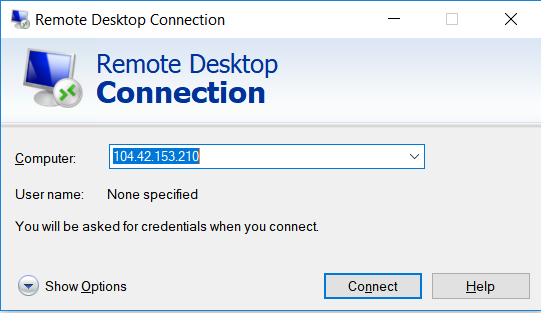 Remote Desktop Connection
Remote Desktop
Connection
Computer: 104.42.153.210
User name: None specified
You will be asked for credentials when you connect.
Show Options Connect Help